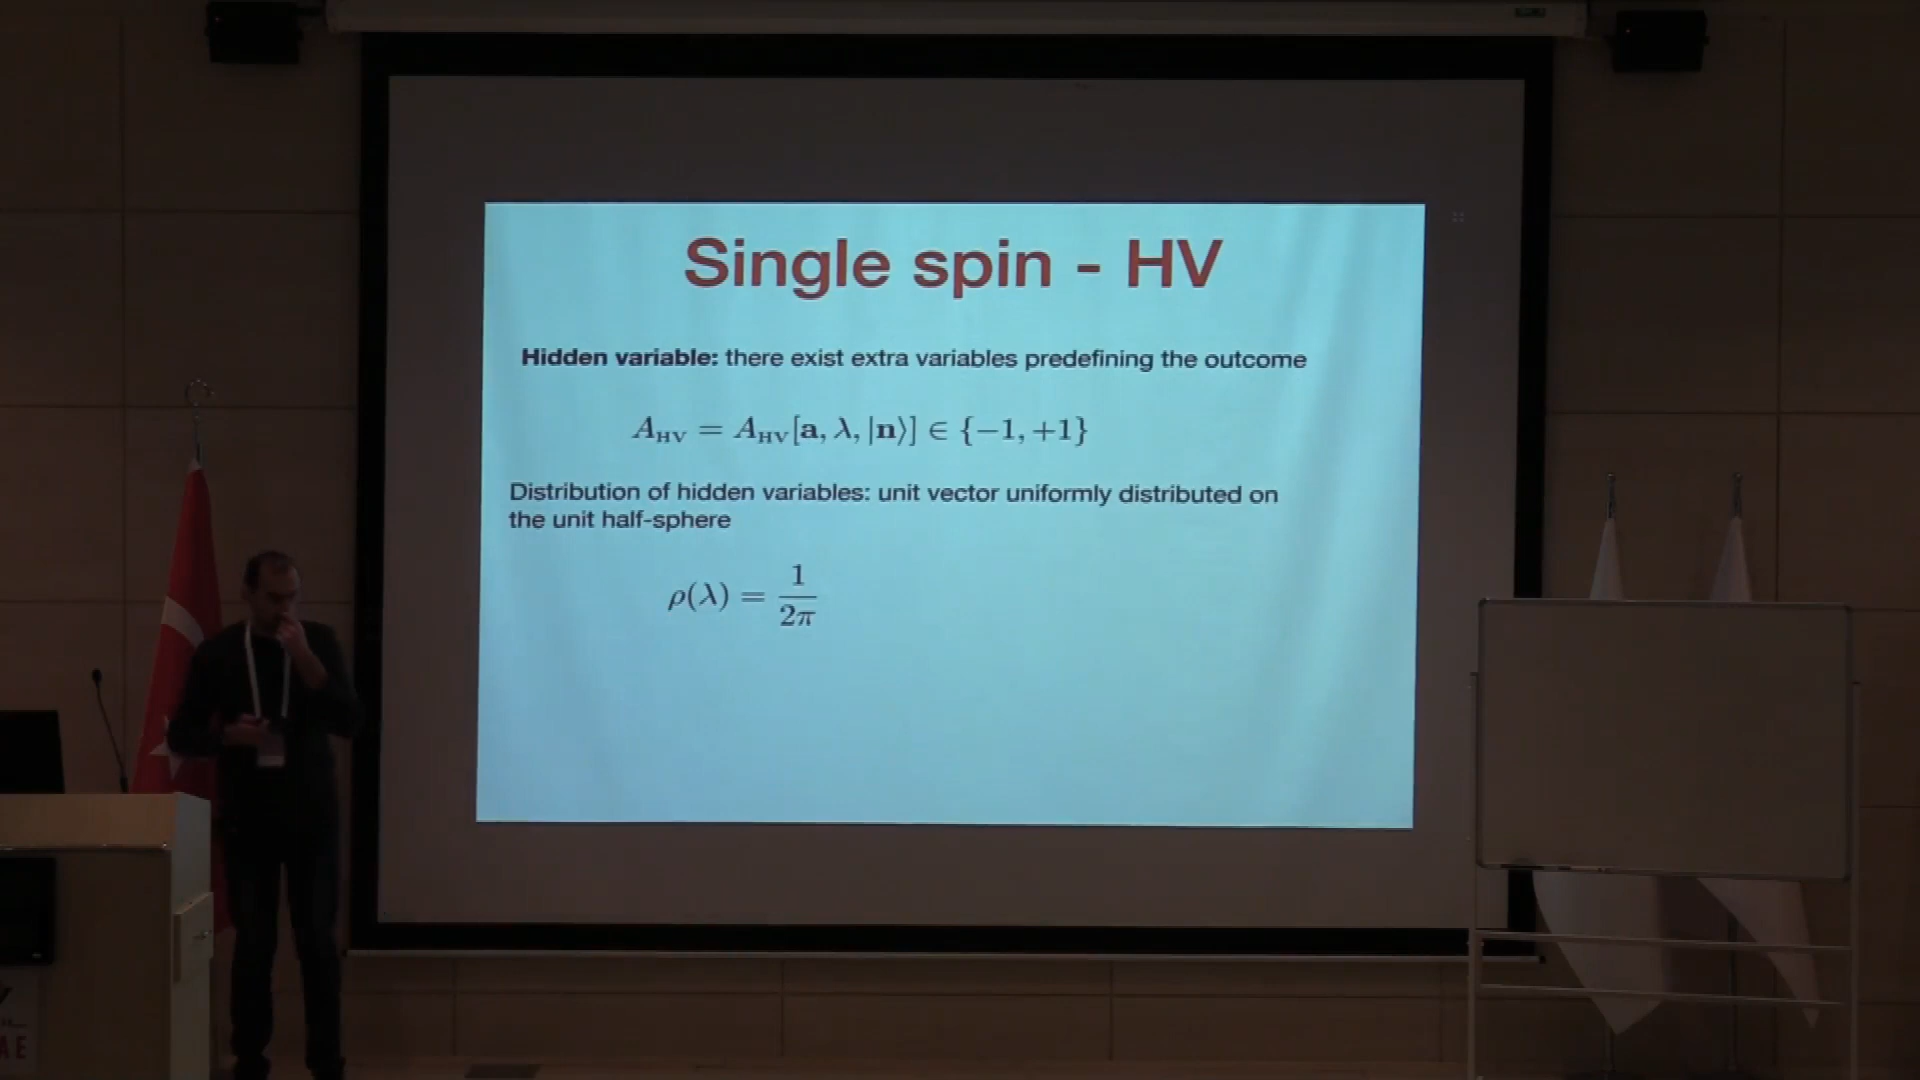 Single spin - HV
Hidden variable: there exist extra variables predefining the outcome
A_HV = A_HV[a, λ, |n⟩] ∈ {−1, +1}
Distribution of hidden variables: unit vector uniformly distributed on
the unit half-sphere
ρ(λ) = 1/2π